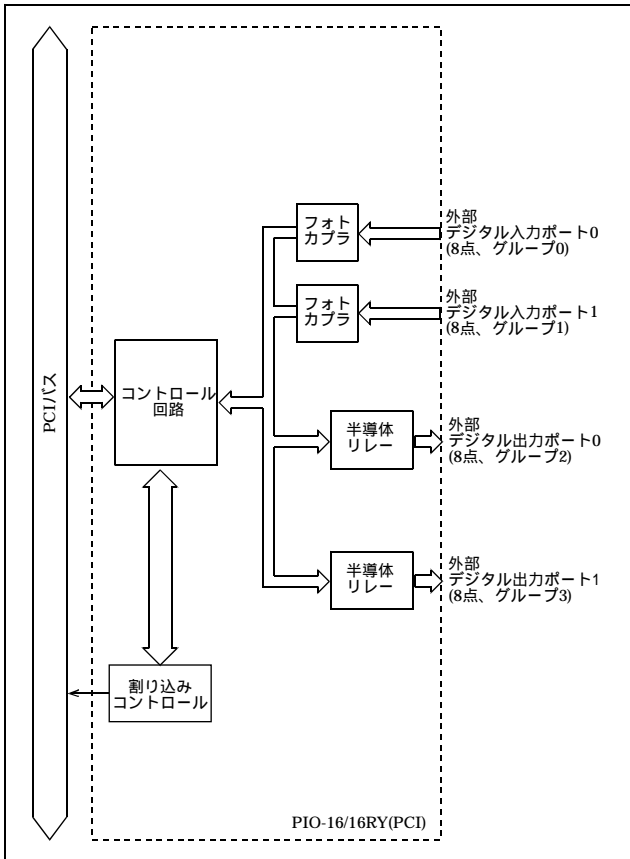 フォト
カプラ
外部
デジタル入力ポート0
(8点、グループ0)
フォト
カプラ
外部
デジタル入力ポート1
(8点、グループ1)
PCIバス
コントロール
回路
半導体
リレー
外部
デジタル出力ポート0
(8点、グループ2)
半導体
リレー
外部
デジタル出力ポート1
(8点、グループ3)
割り込み
コントロール
PIO-16/16RY(PCI)